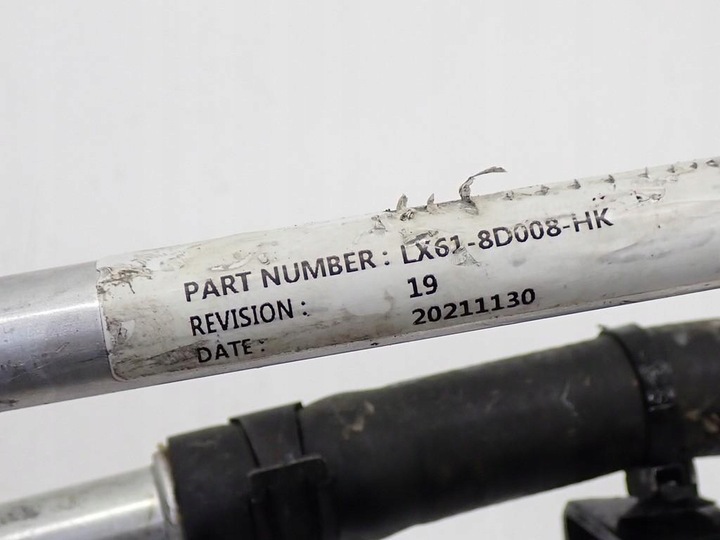 PART NUMBER : LX61-8D008-HK
REVISION : 19
DATE : 20211130